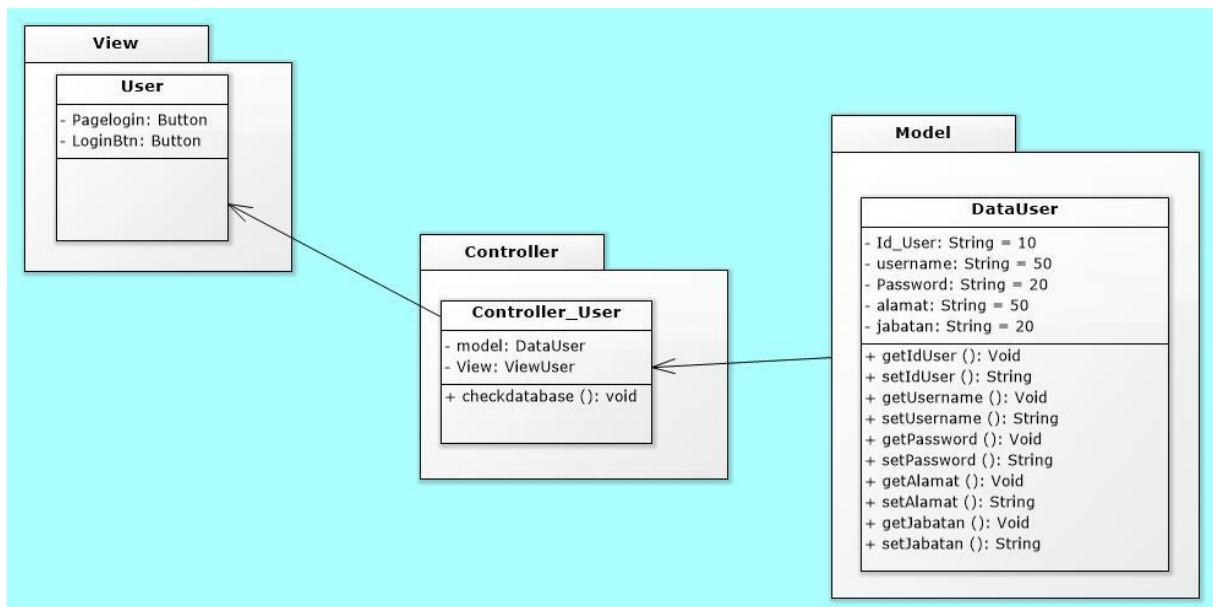 View
User
- Pagelogin: Button
- LoginBtn: Button
Controller
Controller_User
- model: DataUser
- View: ViewUser
+ checkdatabase (): void
Model
DataUser
- Id_User: String = 10
- username: String = 50
- Password: String = 20
- alamat: String = 50
- jabatan: String = 20
+ getIdUser (): Void
+ setIdUser (): String
+ getUsername (): Void
+ setUsername (): String
+ getPassword (): Void
+ setPassword (): String
+ getAlamat (): Void
+ setAlamat (): String
+ getJabatan (): Void
+ setJabatan (): String